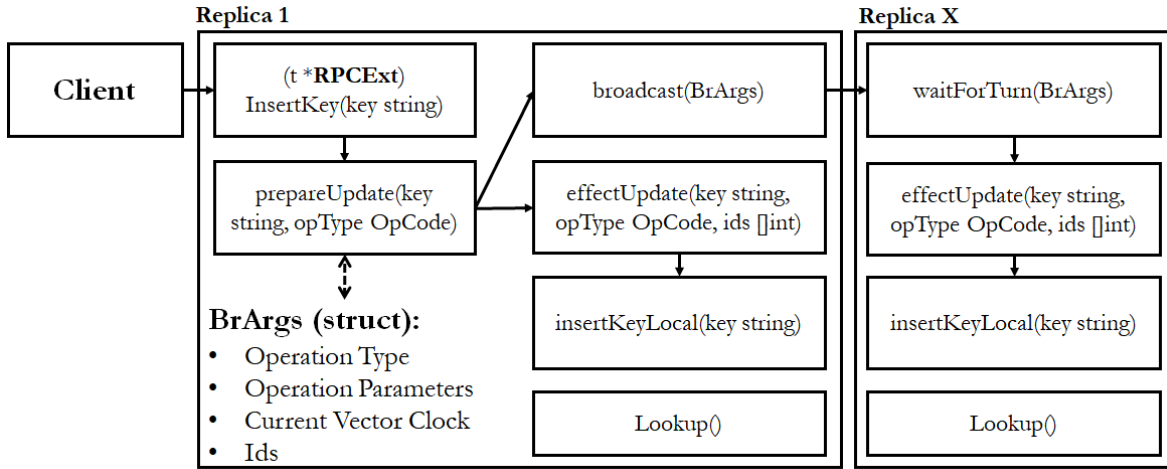 Replica 1
Replica X
Client
(t *RPCExt)
InsertKey(key string)
broadcast(BrArgs)
waitForTurn(BrArgs)
prepareUpdate(key
string, opType OpCode)
effectUpdate(key string,
opType OpCode, ids []int)
effectUpdate(key string,
opType OpCode, ids []int)
BrArgs (struct):
• Operation Type
• Operation Parameters
• Current Vector Clock
• Ids
insertKeyLocal(key string)
insertKeyLocal(key string)
Lookup()
Lookup()